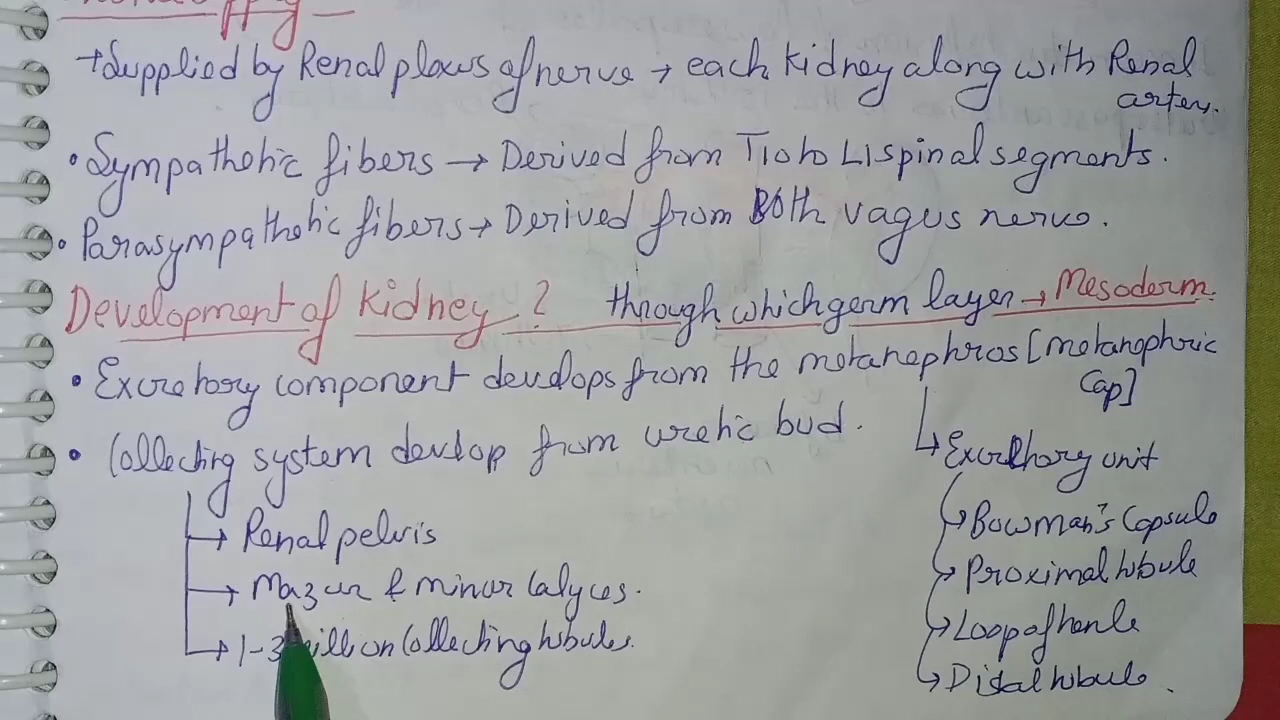 → Supplied by Renal plexus of nerve → each kidney along with Renal artery.
• Sympathetic fibers → Derived from T10 to L1 spinal segments.
• Parasympathetic fibers → Derived from Both vagus nerve.
Development of kidney ? through which germ layer → Mesoderm.
• Excretory component develops from the metanephros [metanephric Cap]
• Collecting system develop from uretic bud.
→ Renal pelvis
→ Mazur & minor Calyces.
→ 1-3 million Collecting tubules.
↳ Excrethory unit
↳ Bowman's Capsule
↳ Proximal tubule
↳ Loop of henle
↳ Distal tubule.